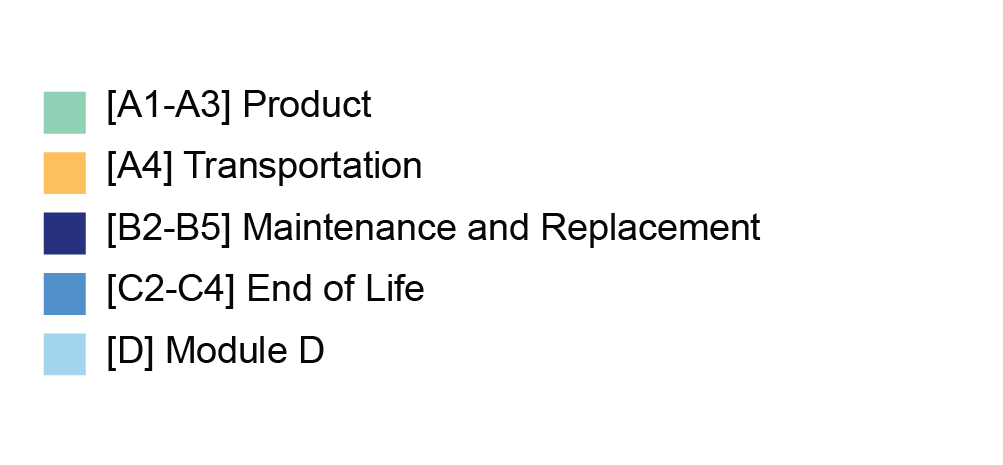 [A1-A3] Product
[A4] Transportation
[B2-B5] Maintenance and Replacement
[C2-C4] End of Life
[D] Module D